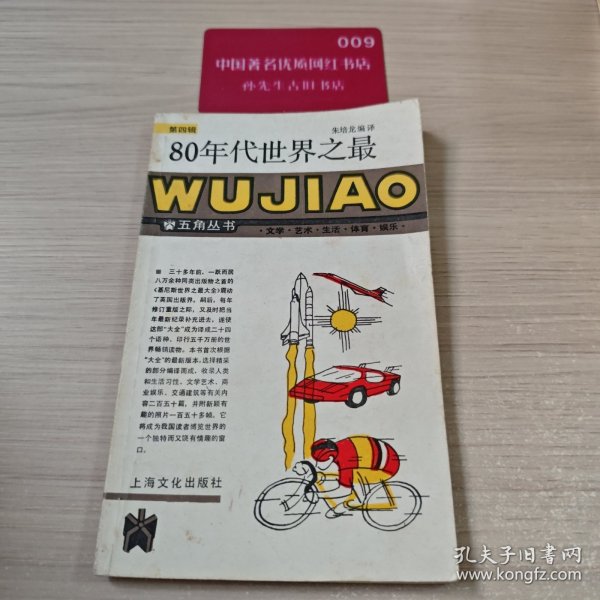 009
中国著名优质网红书店
孙先生古旧书店
第四辑
朱培龙编译
80年代世界之最
WUJIAO
五角丛书
·文学·艺术·生活·体育·娱乐·
■ 三十多年前，一跃而居
八万余种同类出版物之首的
《基尼斯世界之最大全》轰动
了英国出版界。嗣后，每年
修订重版之际，又及时把当
年最新纪录补充进去，遂使
这部“大全”成为译成二十四
个语种、印行五千万册的世
界畅销读物。本书首次根据
“大全”的最新版本，选择精采
的部分编译而成，收录人类
和生活习性、文学艺术、商
业娱乐、交通建筑等有关内
容二百五十篇，并附新颖有
趣的照片一百五十多帧。它
将成为我国读者博览世界的
一个独特而又饶有情趣的窗
口。
上海文化出版社
孔夫子旧书网
www.kongfz.com